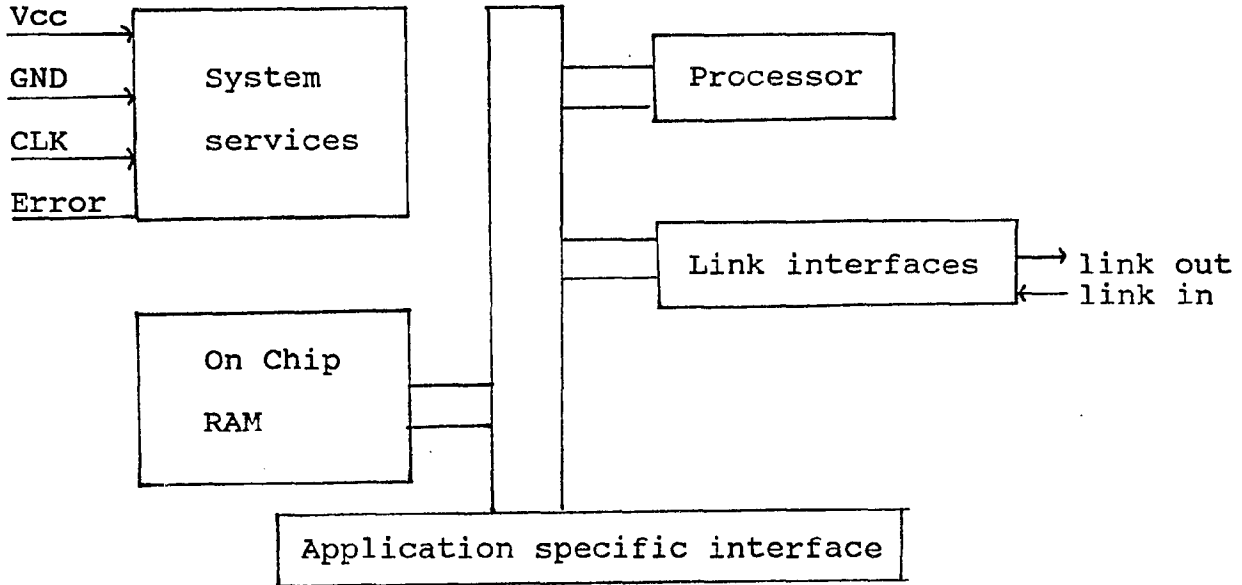 Vcc
GND
CLK
Error
System
services
Processor
Link interfaces
link out
link in
On Chip
RAM
Application specific interface